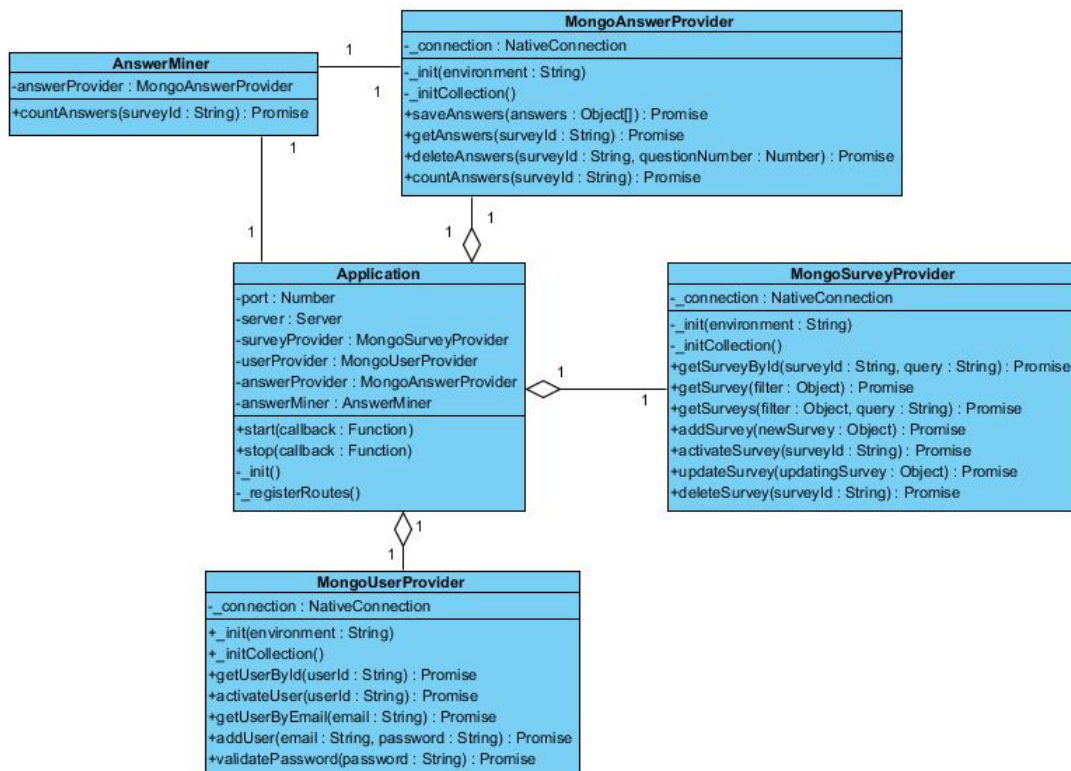 MongoAnswerProvider
-_connection : NativeConnection
-_init(environment : String)
-_initCollection()
+saveAnswers(answers : Object[]) : Promise
+getAnswers(surveyId : String) : Promise
+deleteAnswers(surveyId : String, questionNumber : Number) : Promise
+countAnswers(surveyId : String) : Promise
AnswerMiner
-answerProvider : MongoAnswerProvider
+countAnswers(surveyId : String) : Promise
1
1
1
1
1
1
Application
-port : Number
-server : Server
-surveyProvider : MongoSurveyProvider
-userProvider : MongoUserProvider
-answerProvider : MongoAnswerProvider
-answerMiner : AnswerMiner
+start(callback : Function)
+stop(callback : Function)
-_init()
-_registerRoutes()
1
1
MongoSurveyProvider
-_connection : NativeConnection
-_init(environment : String)
-_initCollection()
+getSurveyById(surveyId : String, query : String) : Promise
+getSurvey(filter : Object) : Promise
+getSurveys(filter : Object, query : String) : Promise
+addSurvey(newSurvey : Object) : Promise
+activateSurvey(surveyId : String) : Promise
+updateSurvey(updatingSurvey : Object) : Promise
+deleteSurvey(surveyId : String) : Promise
1
1
MongoUserProvider
-_connection : NativeConnection
+_init(environment : String)
+_initCollection()
+getUserById(userId : String) : Promise
+activateUser(userId : String) : Promise
+getUserByEmail(email : String) : Promise
+addUser(email : String, password : String) : Promise
+validatePassword(password : String) : Promise